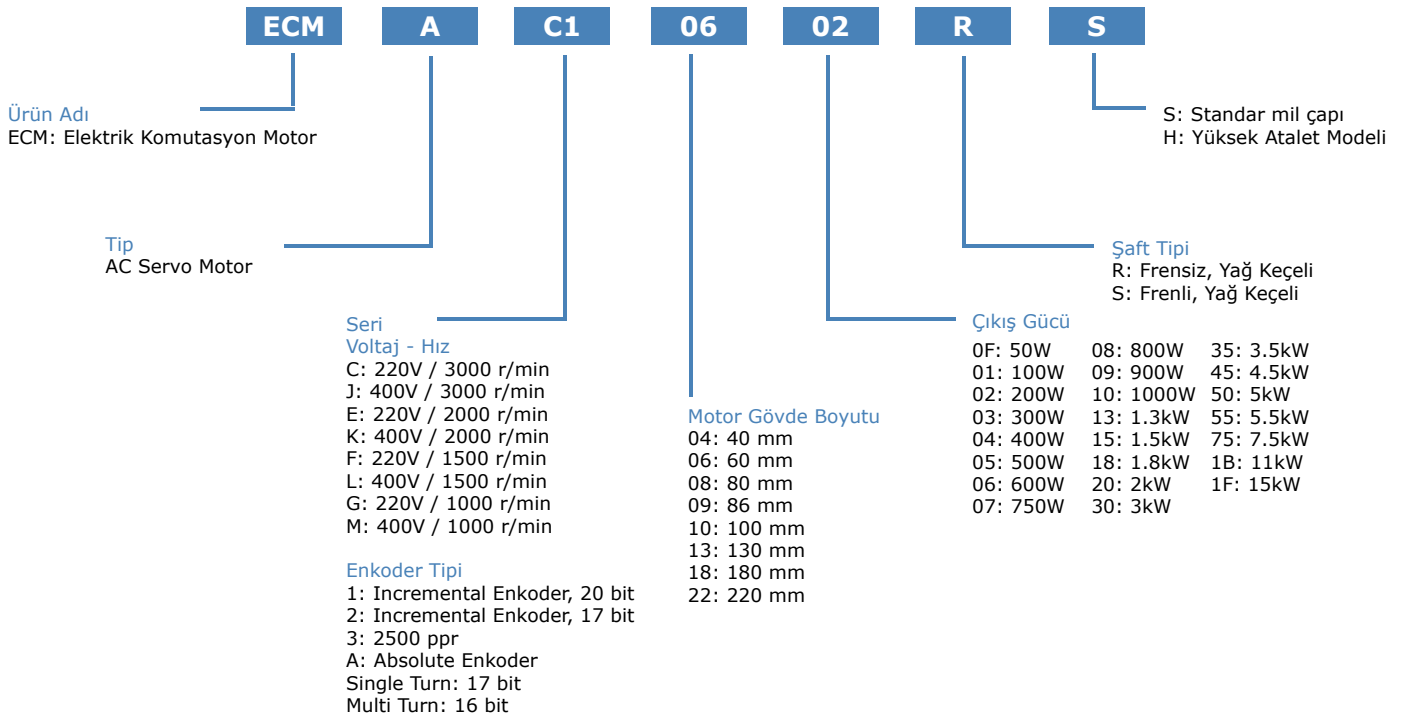 ECM A C1 06 02 R S
Ürün Adı
ECM: Elektrik Komutasyon Motor
S: Standar mil çapı
H: Yüksek Atalet Modeli
Tip
AC Servo Motor
Şaft Tipi
R: Frensiz, Yağ Keçeli
S: Frenli, Yağ Keçeli
Seri
Voltaj - Hız
C: 220V / 3000 r/min
J: 400V / 3000 r/min
E: 220V / 2000 r/min
K: 400V / 2000 r/min
F: 220V / 1500 r/min
L: 400V / 1500 r/min
G: 220V / 1000 r/min
M: 400V / 1000 r/min
Enkoder Tipi
1: Incremental Enkoder, 20 bit
2: Incremental Enkoder, 17 bit
3: 2500 ppr
A: Absolute Enkoder
Single Turn: 17 bit
Multi Turn: 16 bit
Motor Gövde Boyutu
04: 40 mm
06: 60 mm
08: 80 mm
09: 86 mm
10: 100 mm
13: 130 mm
18: 180 mm
22: 220 mm
Çıkış Gücü
0F: 50W 08: 800W 35: 3.5kW
01: 100W 09: 900W 45: 4.5kW
02: 200W 10: 1000W 50: 5kW
03: 300W 13: 1.3kW 55: 5.5kW
04: 400W 15: 1.5kW 75: 7.5kW
05: 500W 18: 1.8kW 1B: 11kW
06: 600W 20: 2kW 1F: 15kW
07: 750W 30: 3kW